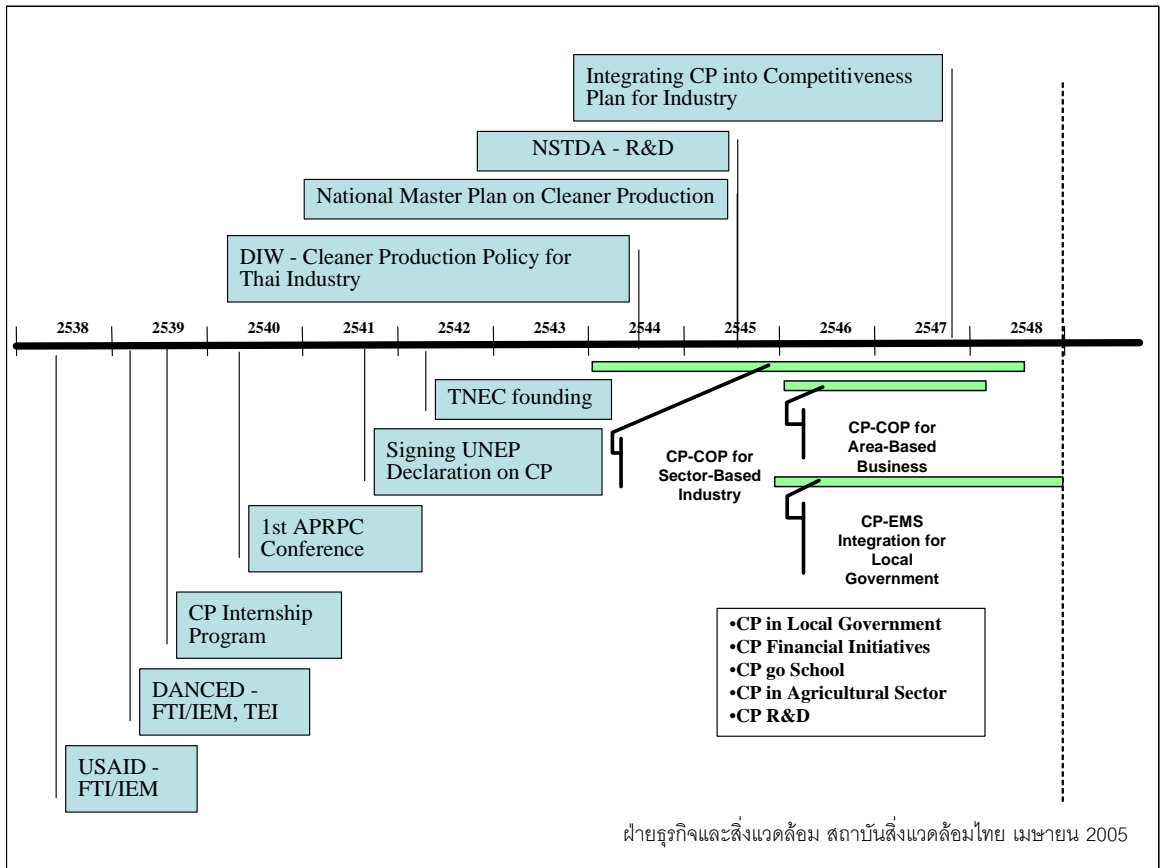 Integrating CP into Competitiveness
Plan for Industry
NSTDA - R&D
National Master Plan on Cleaner Production
DIW - Cleaner Production Policy for
Thai Industry
2538 2539 2540 2541 2542 2543 2544 2545 2546 2547 2548
TNEC founding
Signing UNEP
Declaration on CP
CP-COP for
Sector-Based
Industry
CP-COP for
Area-Based
Business
1st APRPC
Conference
CP-EMS
Integration for
Local
Government
CP Internship
Program
•CP in Local Government
•CP Financial Initiatives
•CP go School
•CP in Agricultural Sector
•CP R&D
DANCED -
FTI/IEM, TEI
USAID -
FTI/IEM
ฝ่ายธุรกิจและสิ่งแวดล้อม สถาบันสิ่งแวดล้อมไทย เมษายน 2005